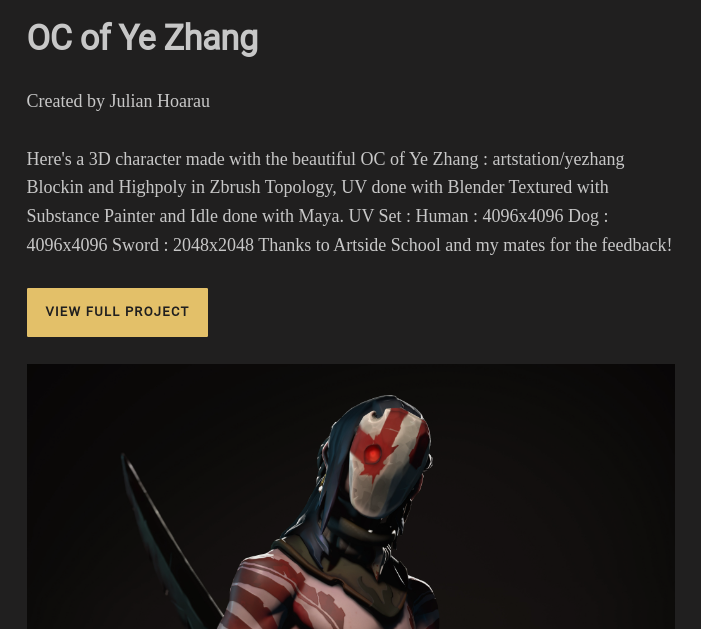 OC of Ye Zhang
Created by Julian Hoarau
Here's a 3D character made with the beautiful OC of Ye Zhang : artstation/yezhang
Blockin and Highpoly in Zbrush Topology, UV done with Blender Textured with
Substance Painter and Idle done with Maya. UV Set : Human : 4096x4096 Dog :
4096x4096 Sword : 2048x2048 Thanks to Artside School and my mates for the feedback!
VIEW FULL PROJECT